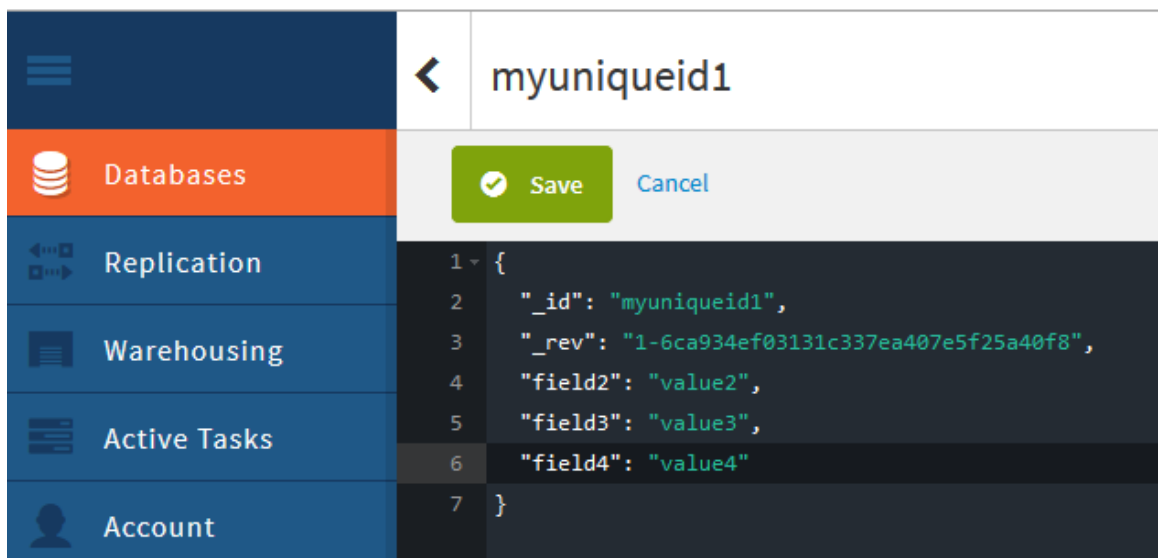 myuniqueid1
Databases
Save Cancel
Replication
Warehousing
Active Tasks
Account
1 {
2 "_id": "myuniqueid1",
3 "_rev": "1-6ca934ef03131c337ea407e5f25a40f8",
4 "field2": "value2",
5 "field3": "value3",
6 "field4": "value4"
7 }